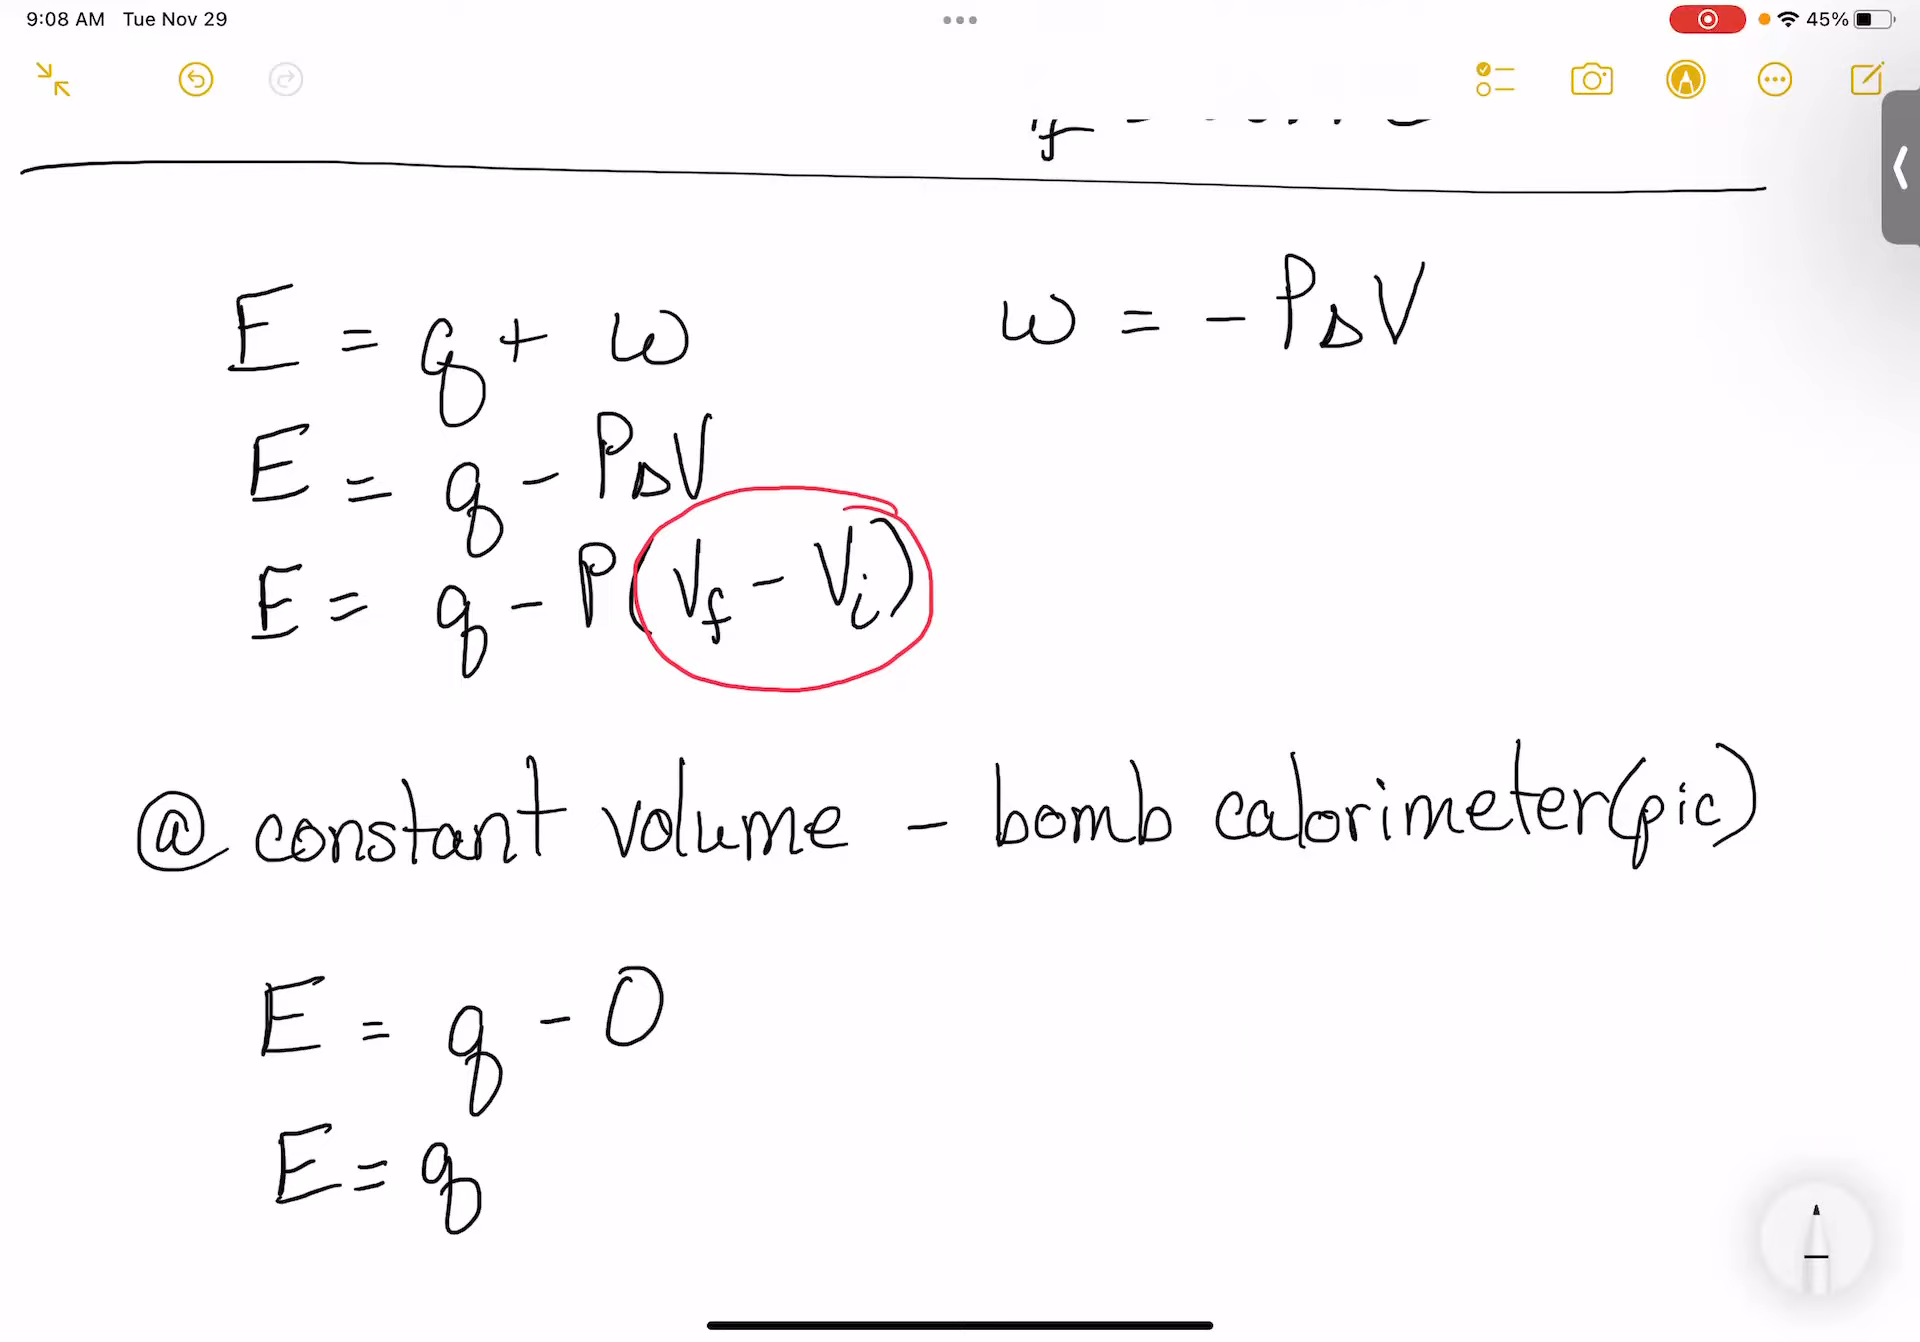 9:08 AM Tue Nov 29
45%
E = q + w
w = - PΔV
E = q - PΔV
E = q - P(Vf - Vi)
@ constant volume - bomb calorimeter(pic)
E = q - 0
E = q